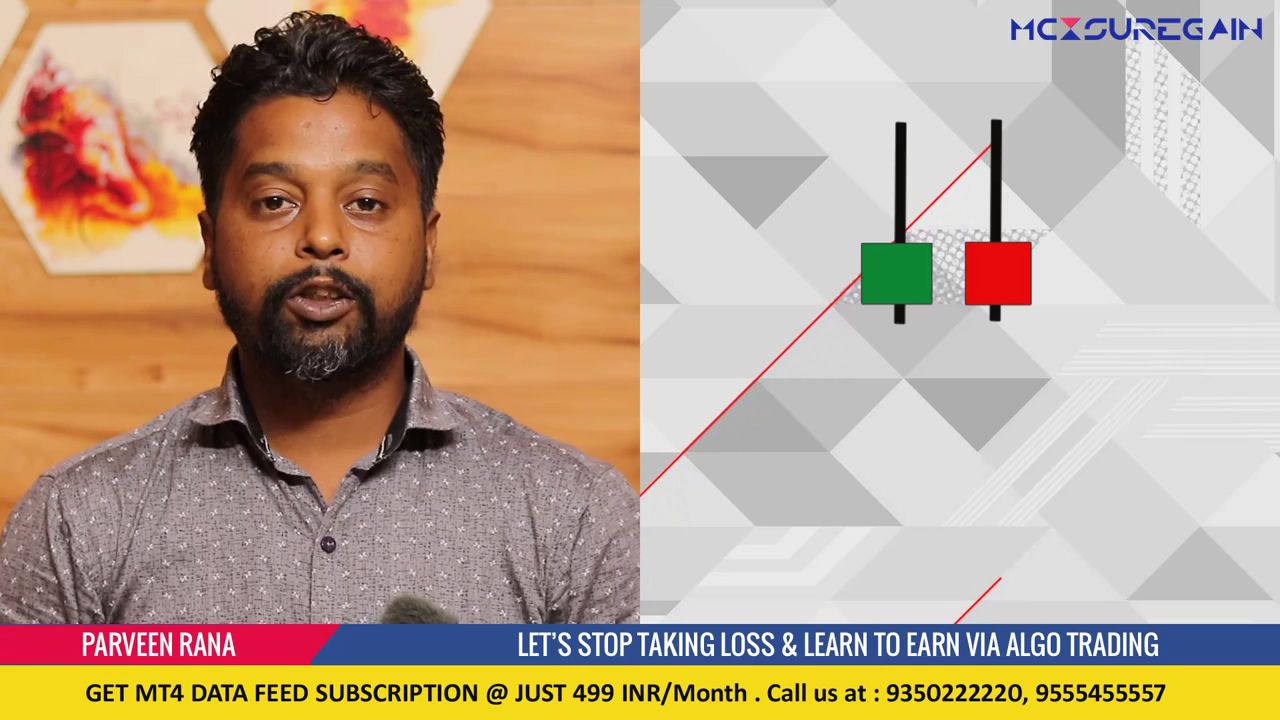 MCXSUREGAIN
PARVEEN RANA
LET'S STOP TAKING LOSS & LEARN TO EARN VIA ALGO TRADING
GET MT4 DATA FEED SUBSCRIPTION @ JUST 499 INR/Month . Call us at : 9350222220, 9555455557